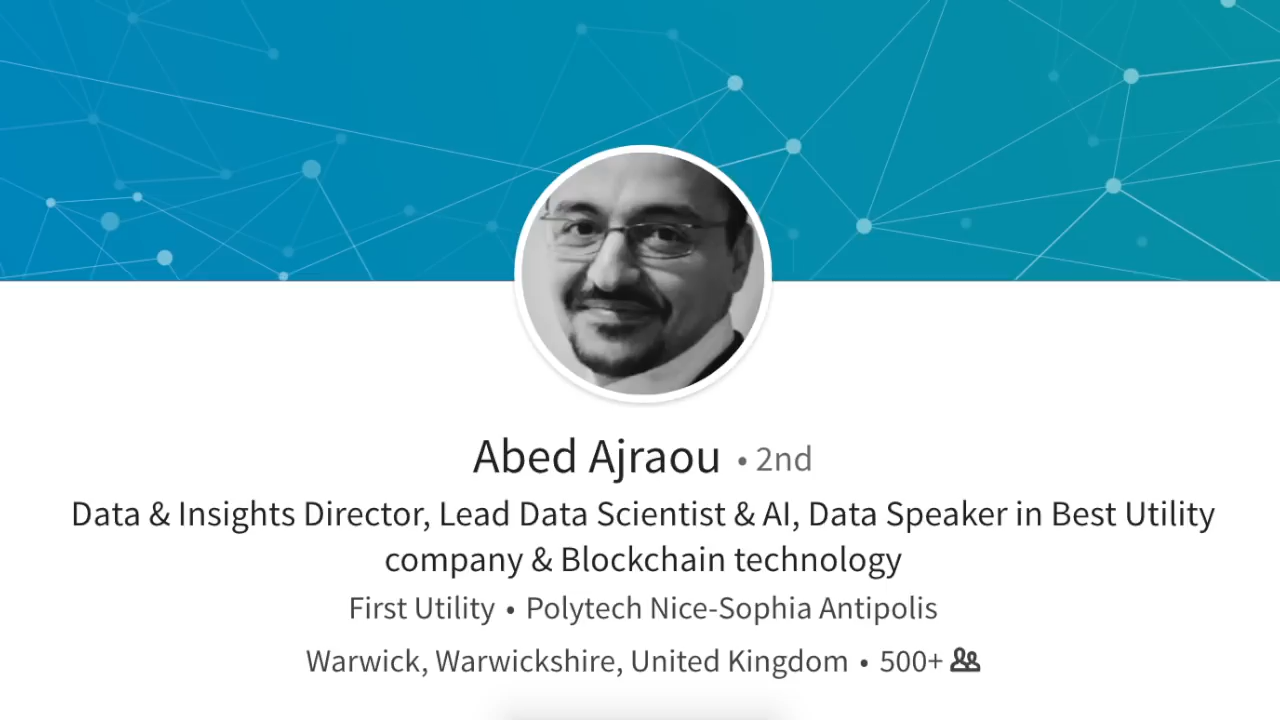 Abed Ajraou • 2nd
Data & Insights Director, Lead Data Scientist & AI, Data Speaker in Best Utility
company & Blockchain technology
First Utility • Polytech Nice-Sophia Antipolis
Warwick, Warwickshire, United Kingdom • 500+